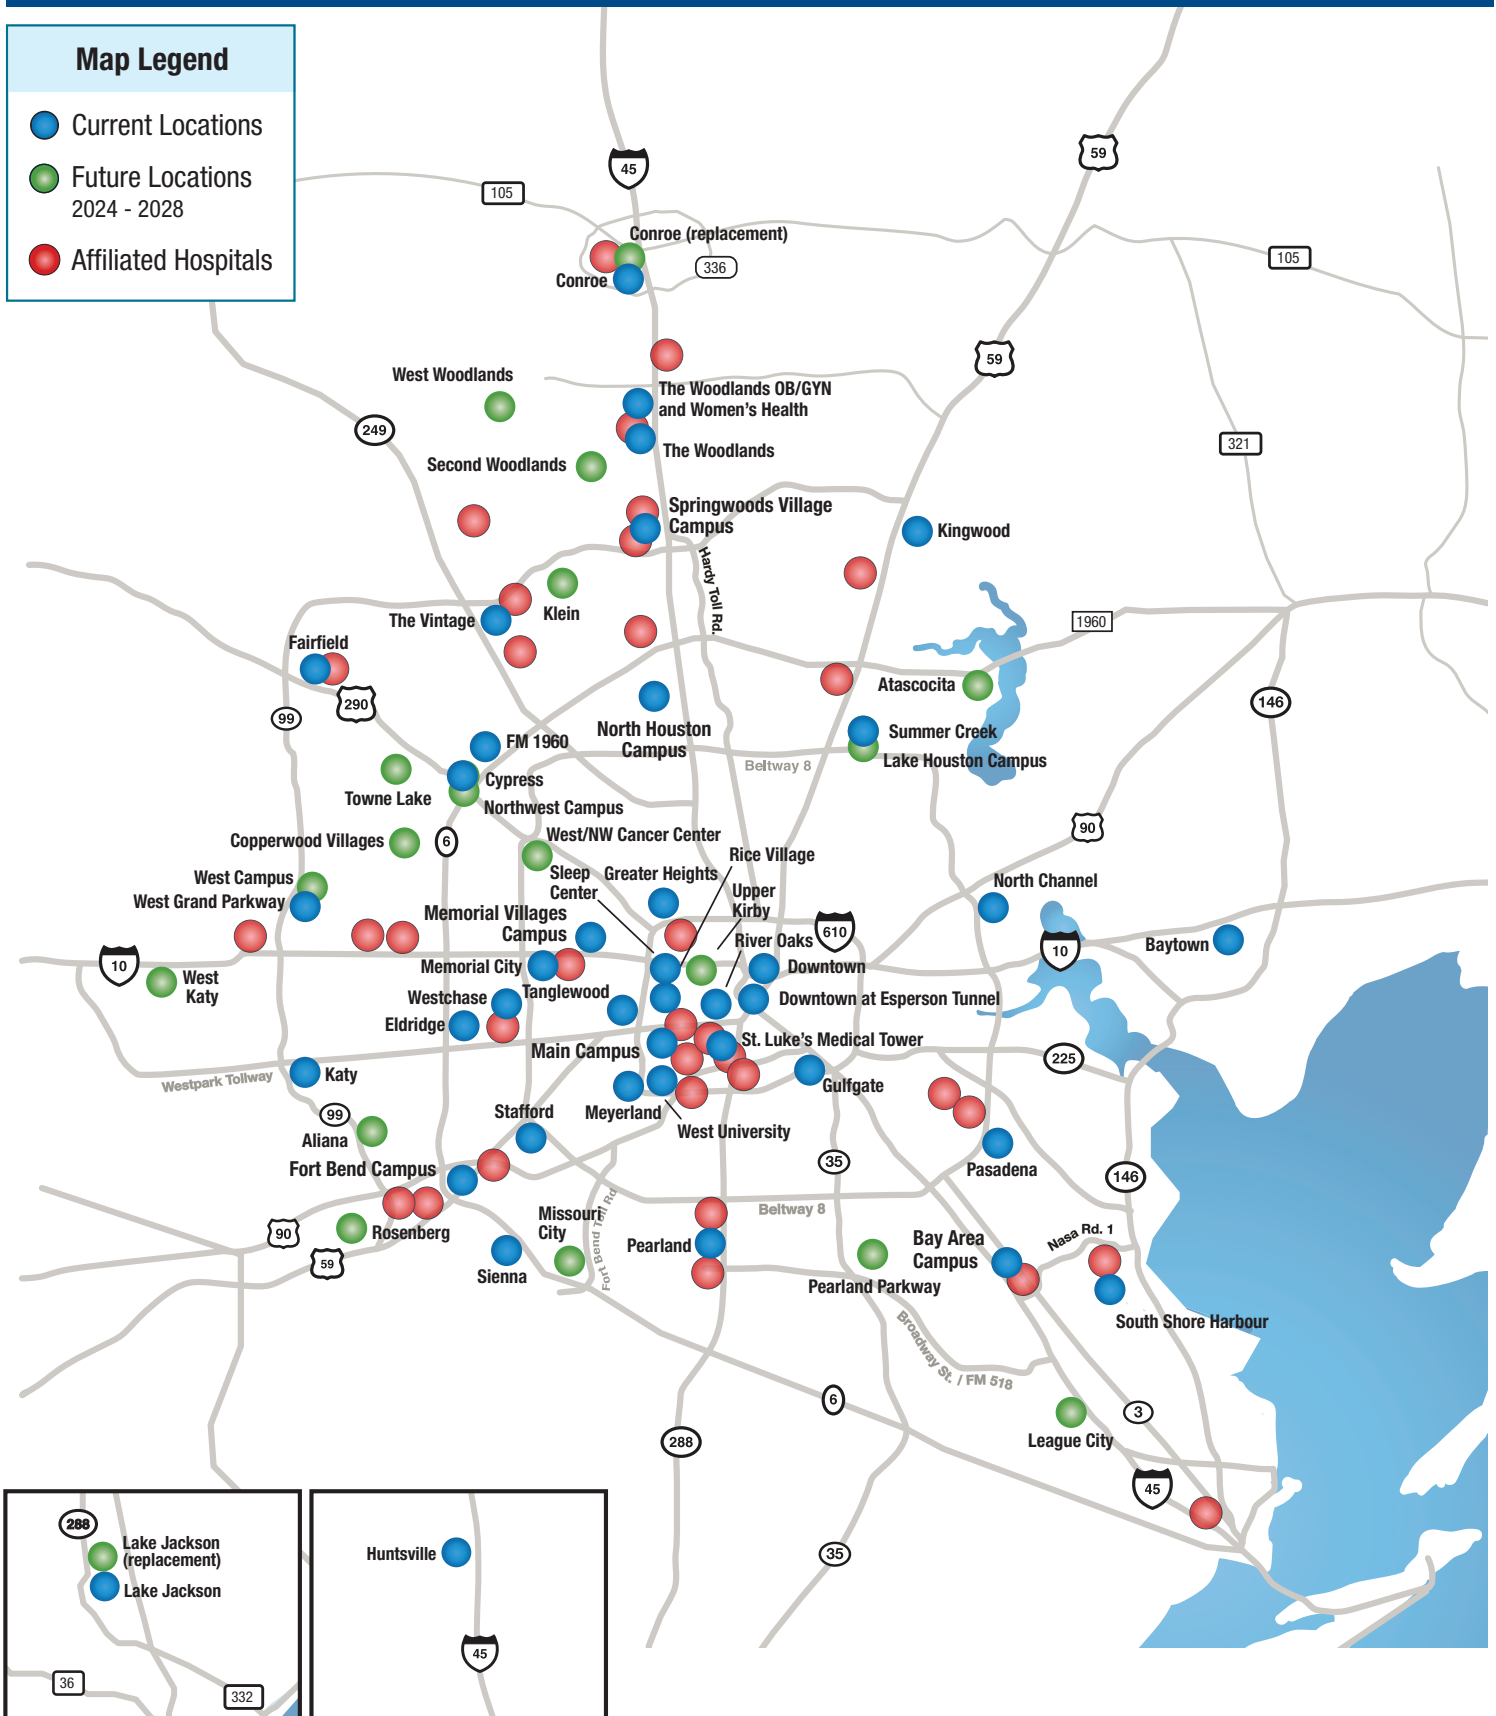 Map Legend
Current Locations
Future Locations
2024 - 2028
Affiliated Hospitals
59
45
105
Conroe (replacement)
105
336
Conroe
59
West Woodlands
The Woodlands OB/GYN
and Women's Health
249
321
The Woodlands
Second Woodlands
Springwoods Village
Campus
Kingwood
Hardy Toll Rd.
Klein
The Vintage
1960
Fairfield
Atascocita
290
146
99
North Houston
Campus
Summer Creek
FM 1960
Lake Houston Campus
Beltway 8
Cypress
Towne Lake
Northwest Campus
90
West/NW Cancer Center
Copperwood Villages
6
Rice Village
Sleep
Center
Greater Heights
West Campus
North Channel
Upper
Kirby
West Grand Parkway
Memorial Villages
Campus
610
River Oaks
Baytown
10
10
Memorial City
Downtown
West
Katy
Tanglewood
Westchase
Downtown at Esperson Tunnel
Eldridge
St. Luke's Medical Tower
Main Campus
225
Westpark Tollway
Katy
Gulfgate
99
Stafford
Meyerland
Aliana
West University
35
Fort Bend Campus
Pasadena
146
Missouri
City
Beltway 8
90
Rosenberg
Fort Bend Toll Rd
Nasa Rd. 1
Bay Area
Campus
Pearland
59
Sienna
Pearland Parkway
South Shore Harbour
Broadway St. / FM 518
6
3
League City
288
45
288
Lake Jackson
(replacement)
Lake Jackson
36
332
Huntsville
45
35